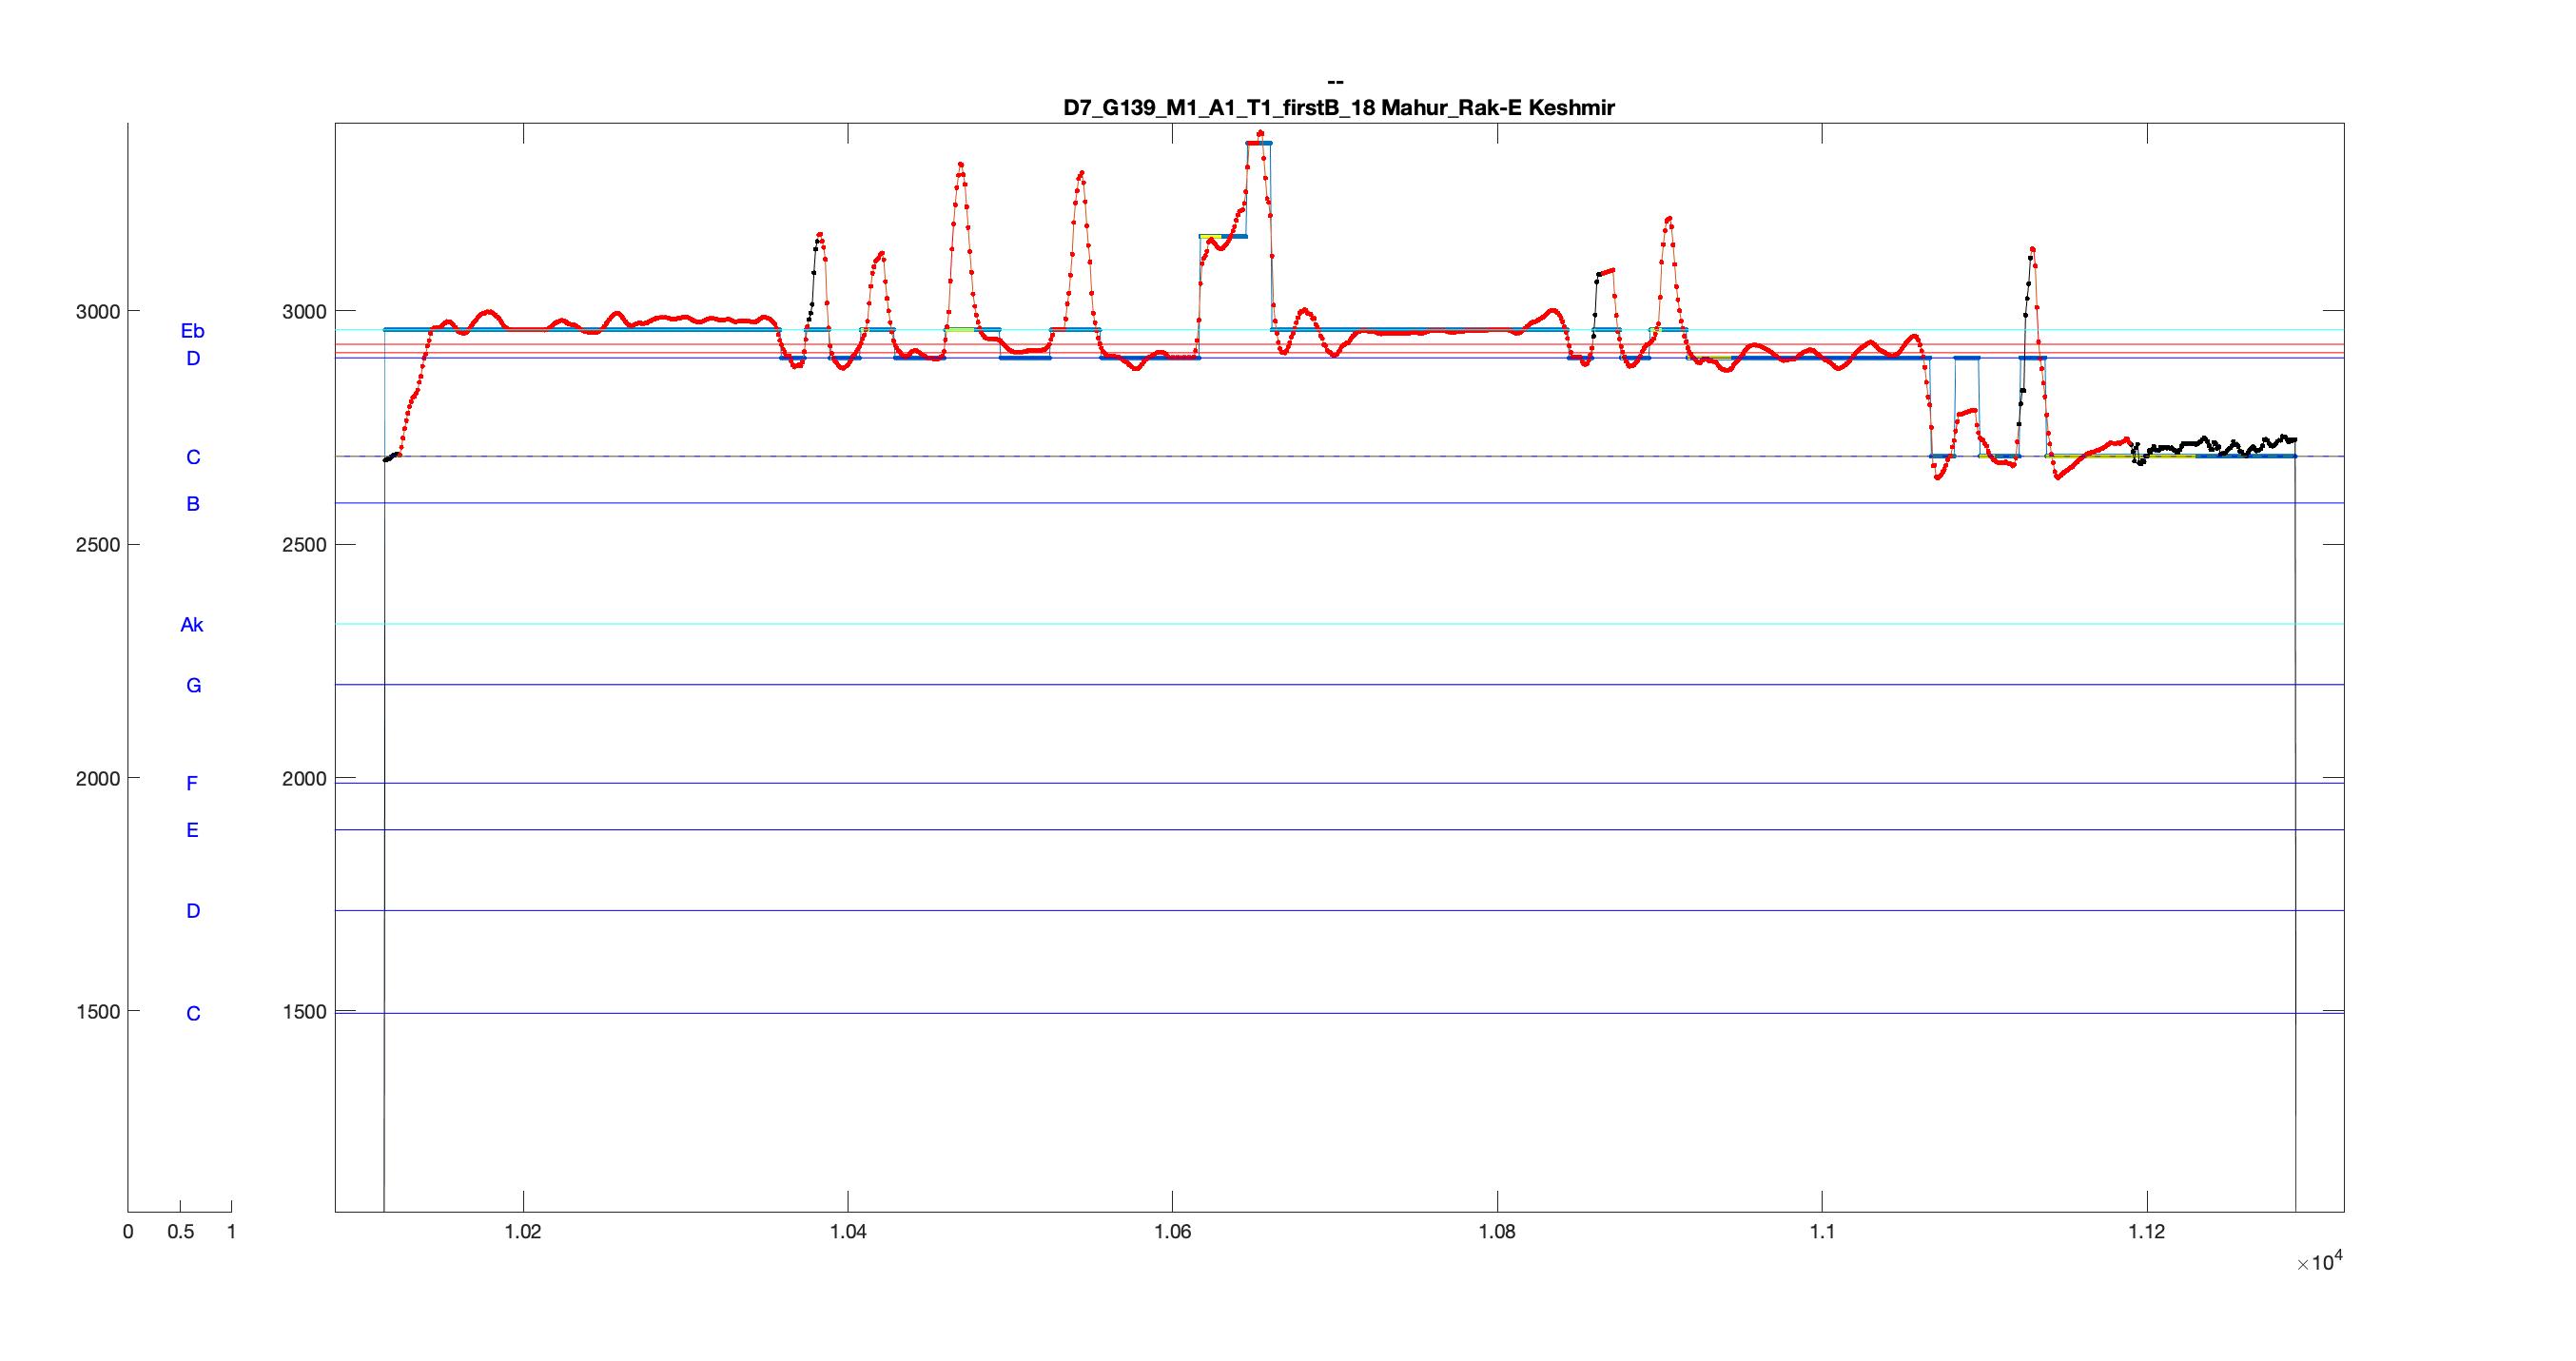 --
D7_G139_M1_A1_T1_firstB_18 Mahur_Rak-E Keshmir
3000
2500
2000
1500
0 0.5 1
Eb
D
C
B
Ak
G
F
E
D
C
3000
2500
2000
1500
1.02 1.04 1.06 1.08 1.1 1.12
×10⁴